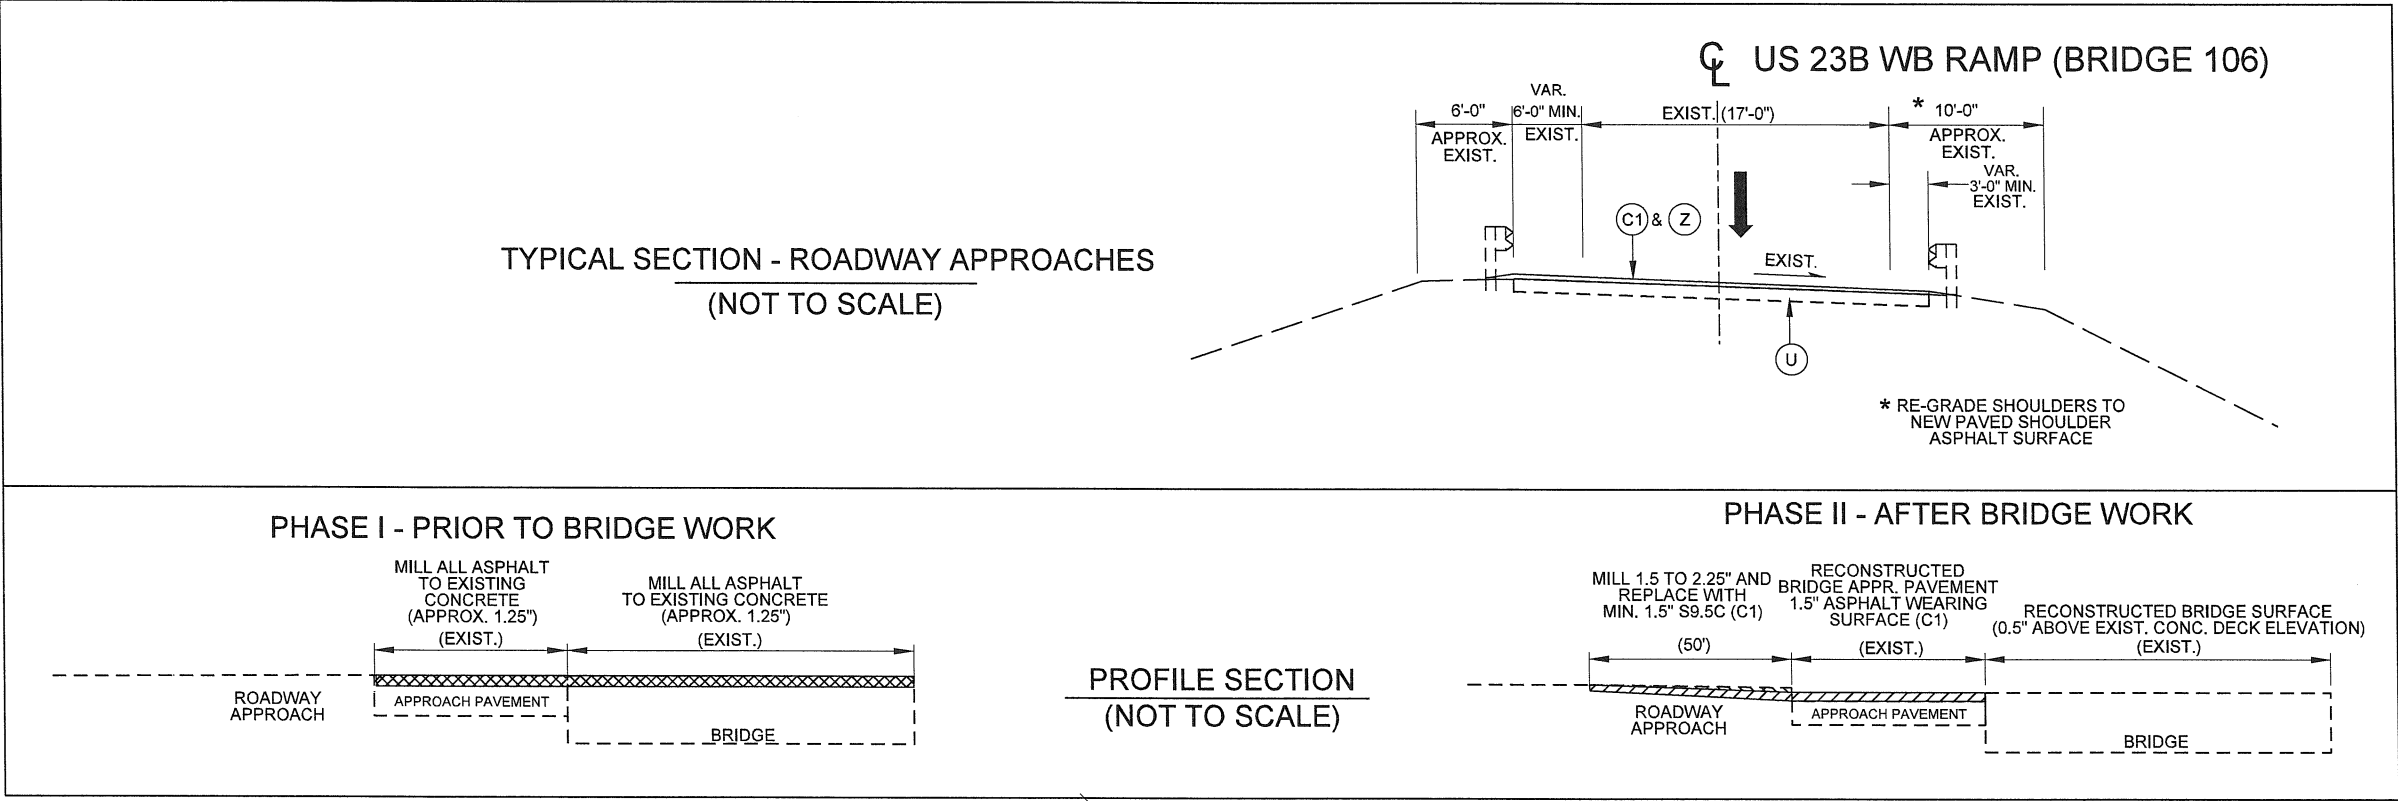 ℄ US 23B WB RAMP (BRIDGE 106)
6'-0"
APPROX.
EXIST.
VAR.
6'-0" MIN.
EXIST.
EXIST. (17'-0")
* 10'-0"
APPROX.
EXIST.
VAR.
3'-0" MIN.
EXIST.
C1 & Z
EXIST.
U
TYPICAL SECTION - ROADWAY APPROACHES
(NOT TO SCALE)
* RE-GRADE SHOULDERS TO
NEW PAVED SHOULDER
ASPHALT SURFACE
PHASE I - PRIOR TO BRIDGE WORK
MILL ALL ASPHALT
TO EXISTING
CONCRETE
(APPROX. 1.25")
(EXIST.)
MILL ALL ASPHALT
TO EXISTING CONCRETE
(APPROX. 1.25")
(EXIST.)
ROADWAY
APPROACH
APPROACH PAVEMENT
BRIDGE
PROFILE SECTION
(NOT TO SCALE)
PHASE II - AFTER BRIDGE WORK
MILL 1.5 TO 2.25" AND
REPLACE WITH
MIN. 1.5" S9.5C (C1)
(50')
RECONSTRUCTED
BRIDGE APPR. PAVEMENT
1.5" ASPHALT WEARING
SURFACE (C1)
(EXIST.)
RECONSTRUCTED BRIDGE SURFACE
(0.5" ABOVE EXIST. CONC. DECK ELEVATION)
(EXIST.)
ROADWAY
APPROACH
APPROACH PAVEMENT
BRIDGE